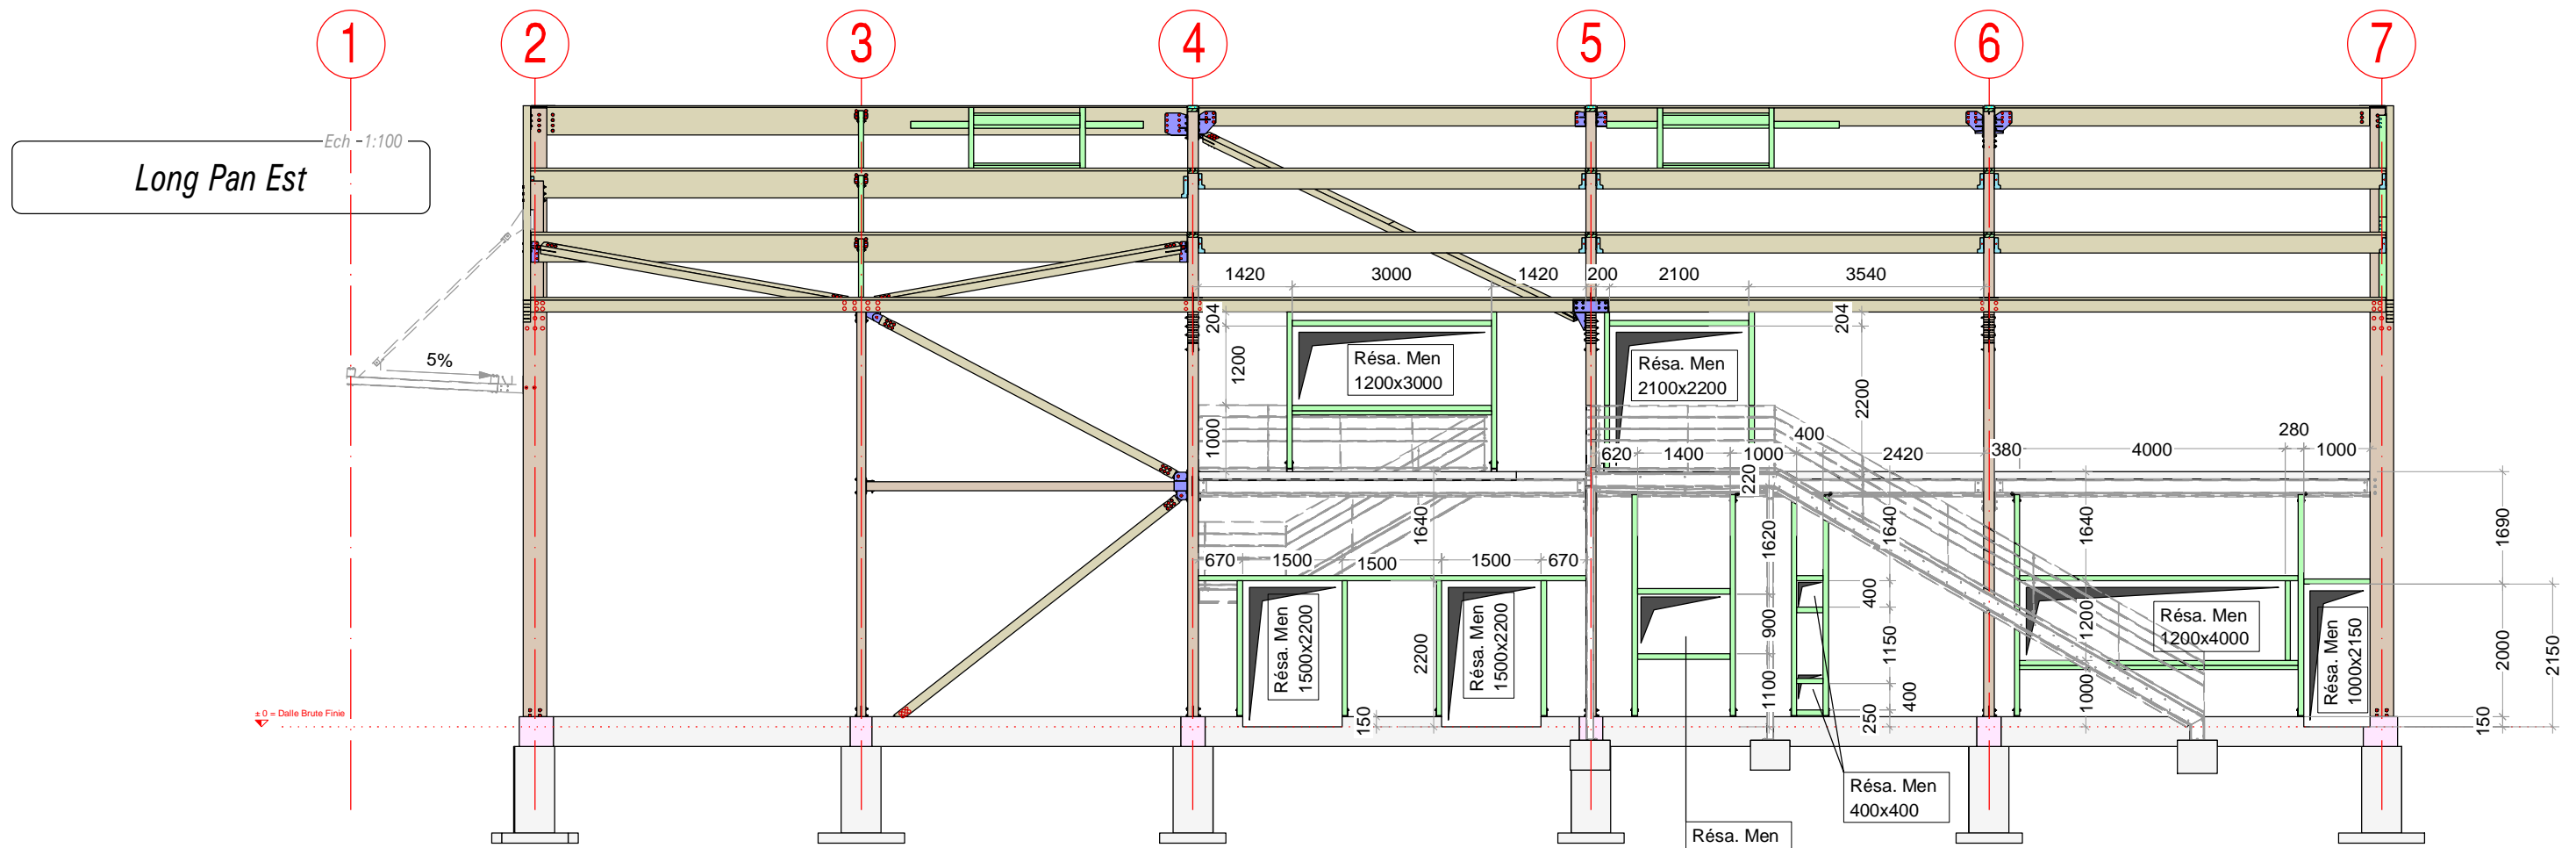 1 2 3 4 5 6 7
Ech 1:100
Long Pan Est
5%
1420 3000 1420 200 2100 3540
204
1200
1000
Résa. Men
1200x3000
Résa. Men
2100x2200
204
2200
400
620 1400 1000
220
2420
380 4000 280 1000
670 1500 1500 1500 670
1640
2200
150
Résa. Men
1500x2200
Résa. Men
1500x2200
1620
900
1100
1640
400
1150
400
250
1640
1200
1000
Résa. Men
1200x4000
Résa. Men
1000x2150
1690
2000
150
2150
± 0 = Dalle Brute Finie
Résa. Men
400x400
Résa. Men